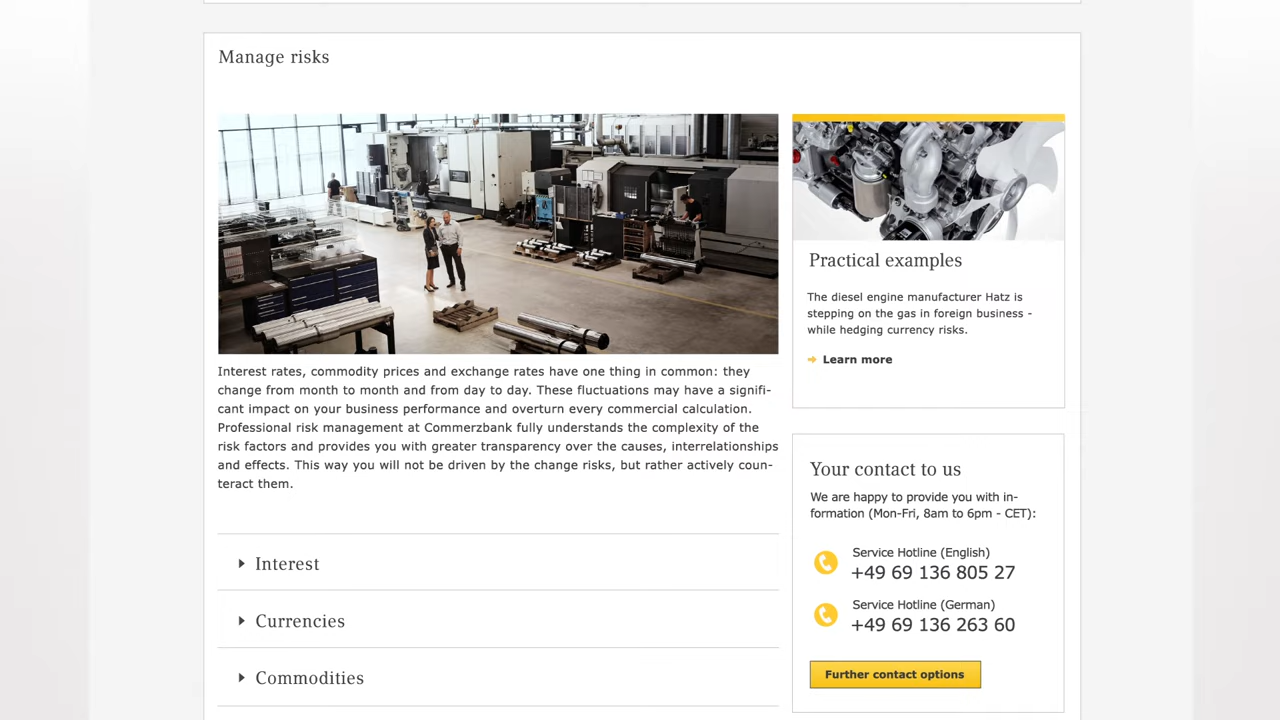 Manage risks
Interest rates, commodity prices and exchange rates have one thing in common: they
change from month to month and from day to day. These fluctuations may have a signifi-
cant impact on your business performance and overturn every commercial calculation.
Professional risk management at Commerzbank fully understands the complexity of the
risk factors and provides you with greater transparency over the causes, interrelationships
and effects. This way you will not be driven by the change risks, but rather actively coun-
teract them.
Interest
Currencies
Commodities
Practical examples
The diesel engine manufacturer Hatz is
stepping on the gas in foreign business -
while hedging currency risks.
Learn more
Your contact to us
We are happy to provide you with in-
formation (Mon-Fri, 8am to 6pm - CET):
Service Hotline (English)
+49 69 136 805 27
Service Hotline (German)
+49 69 136 263 60
Further contact options